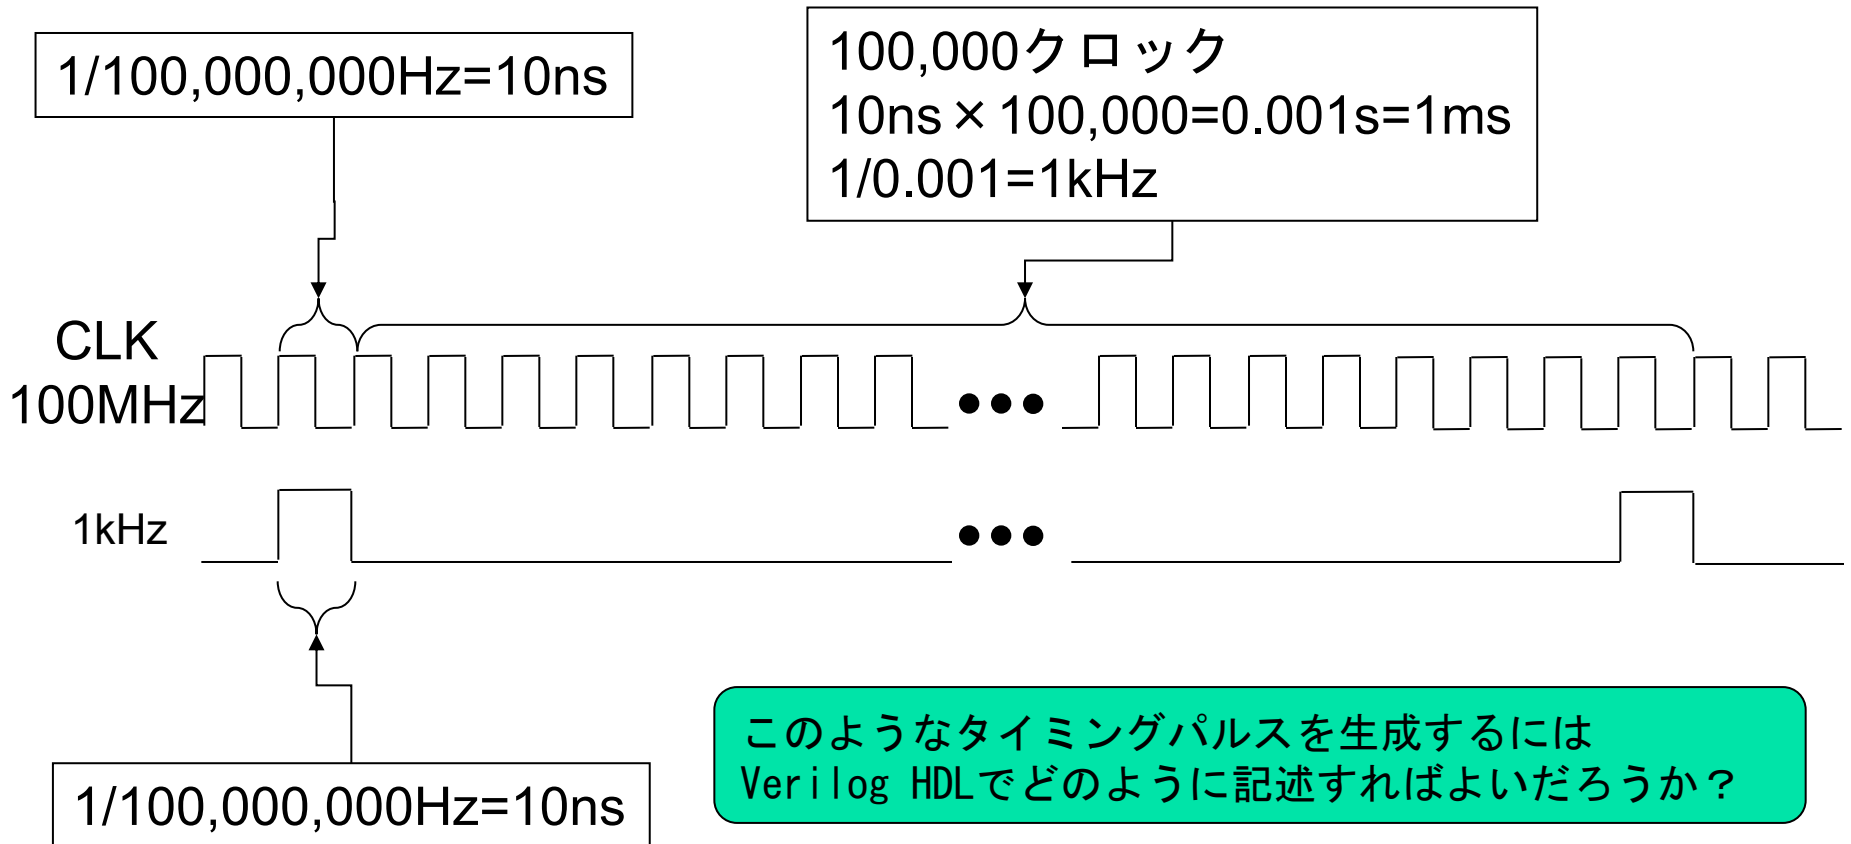 1/100,000,000Hz=10ns
100,000クロック
10ns×100,000=0.001s=1ms
1/0.001=1kHz
CLK
100MHz
1kHz
1/100,000,000Hz=10ns
このようなタイミングパルスを生成するには
Verilog HDLでどのように記述すればよいだろうか？